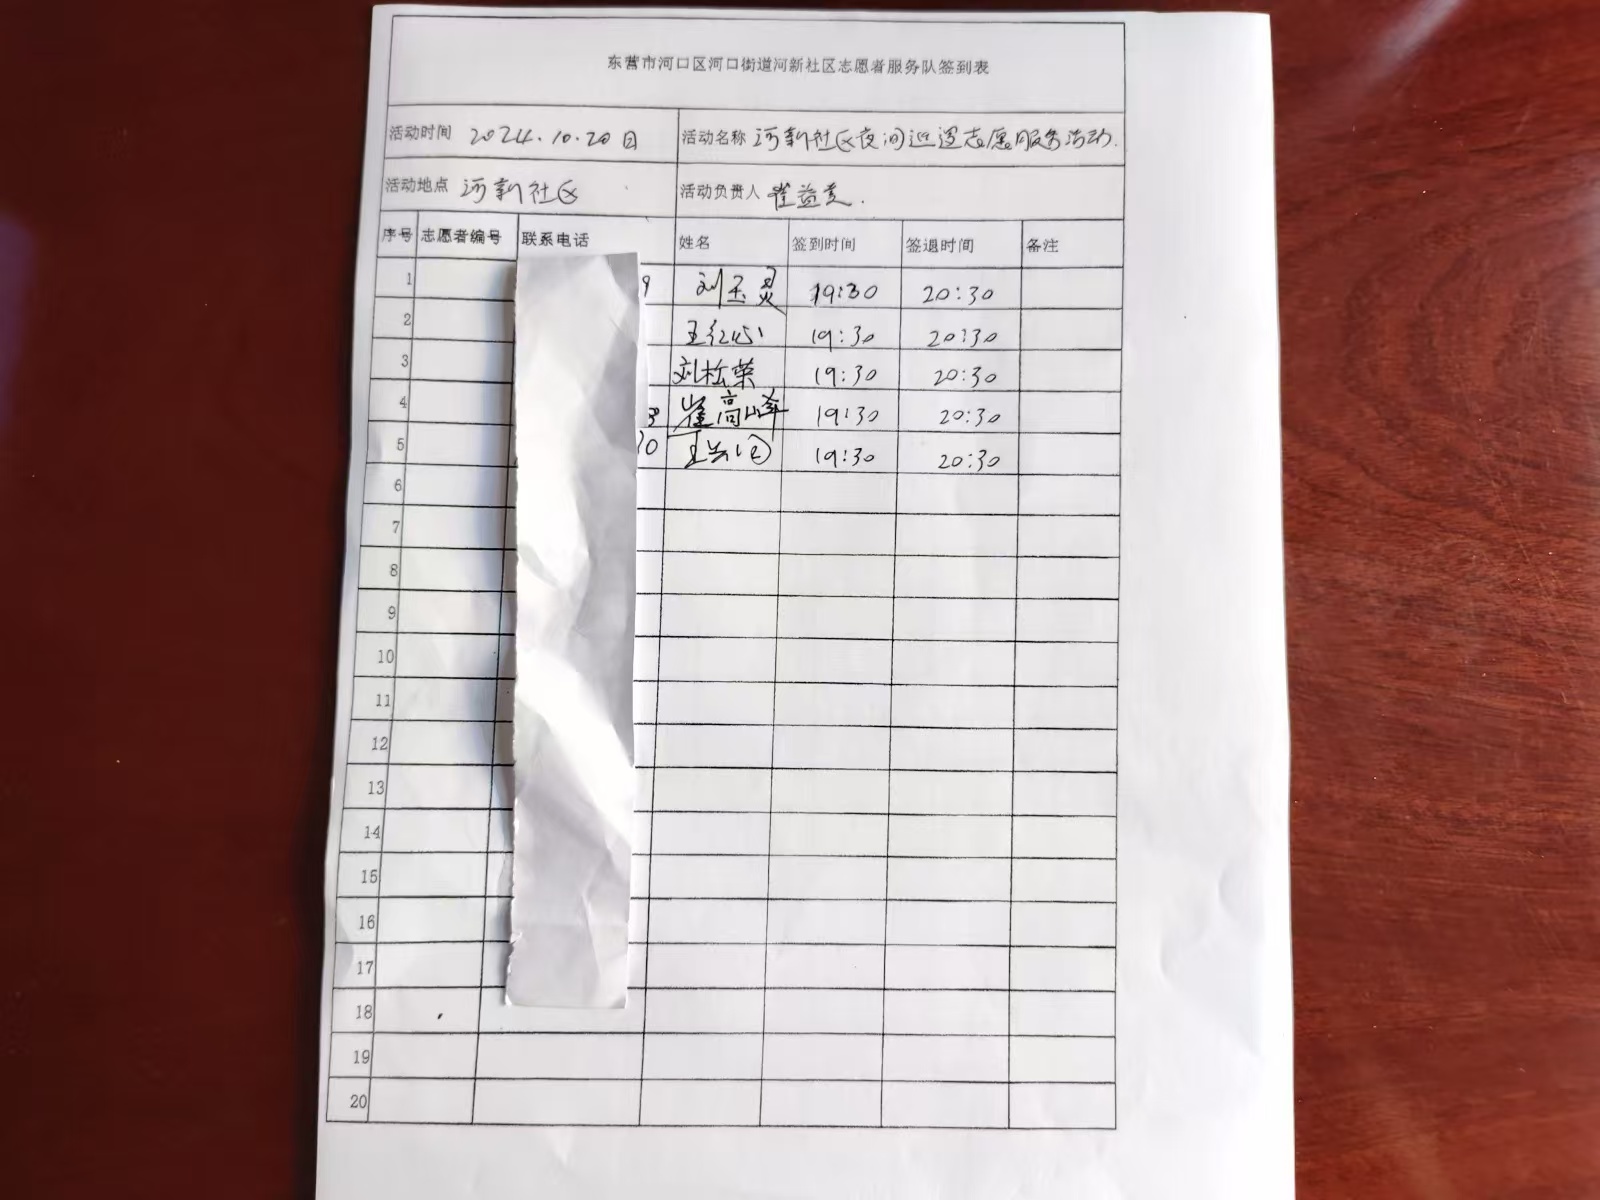 东营市河口区河口街道河新社区志愿者服务队签到表
活动时间 2024.10.20日 活动名称 河新社区夜间巡逻志愿服务活动.
活动地点 河新社区 活动负责人 崔益
序号 志愿者编号 联系电话 姓名 签到时间 签退时间 备注
1 9 刘玉灵 19:30 20:30
2 王红心 19:30 20:30
3 刘松荣 19:30 20:30
4 3 崔高峰 19:30 20:30
5 10 王 19:30 20:30
6
7
8
9
10
11
12
13
14
15
16
17
18
19
20